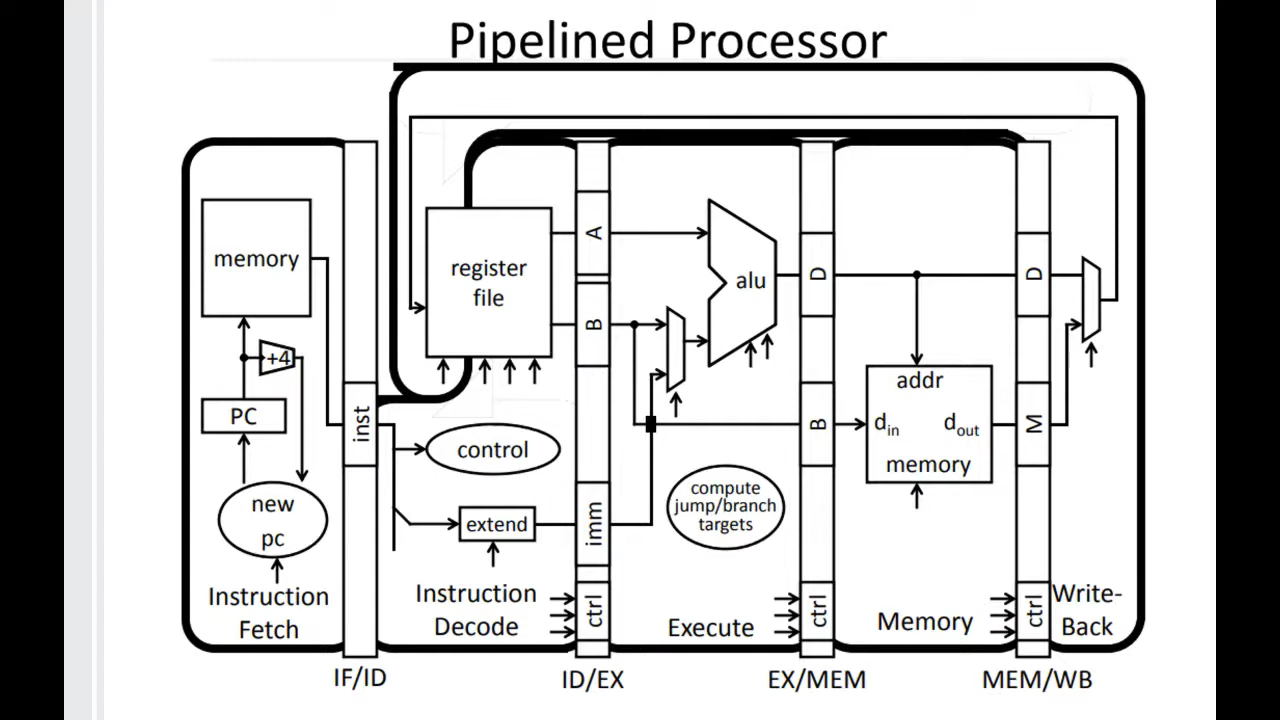 Pipelined Processor
memory
+4
PC
new
pc
Instruction
Fetch
inst
IF/ID
register
file
control
extend
Instruction
Decode
A
B
imm
ctrl
ID/EX
alu
compute
jump/branch
targets
Execute
D
B
ctrl
EX/MEM
addr
din dout
memory
Memory
D
M
ctrl
MEM/WB
Write-
Back